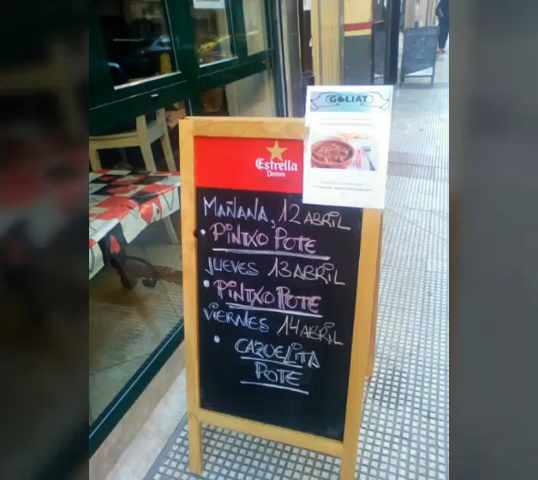 GOLIAT
Estrella
Damm
MAÑANA, 12 ABRIL
• PINTXO POTE
JUEVES 13 ABRIL
• PINTXO POTE
VIERNES 14 ABRIL
• CAZUELITA
POTE